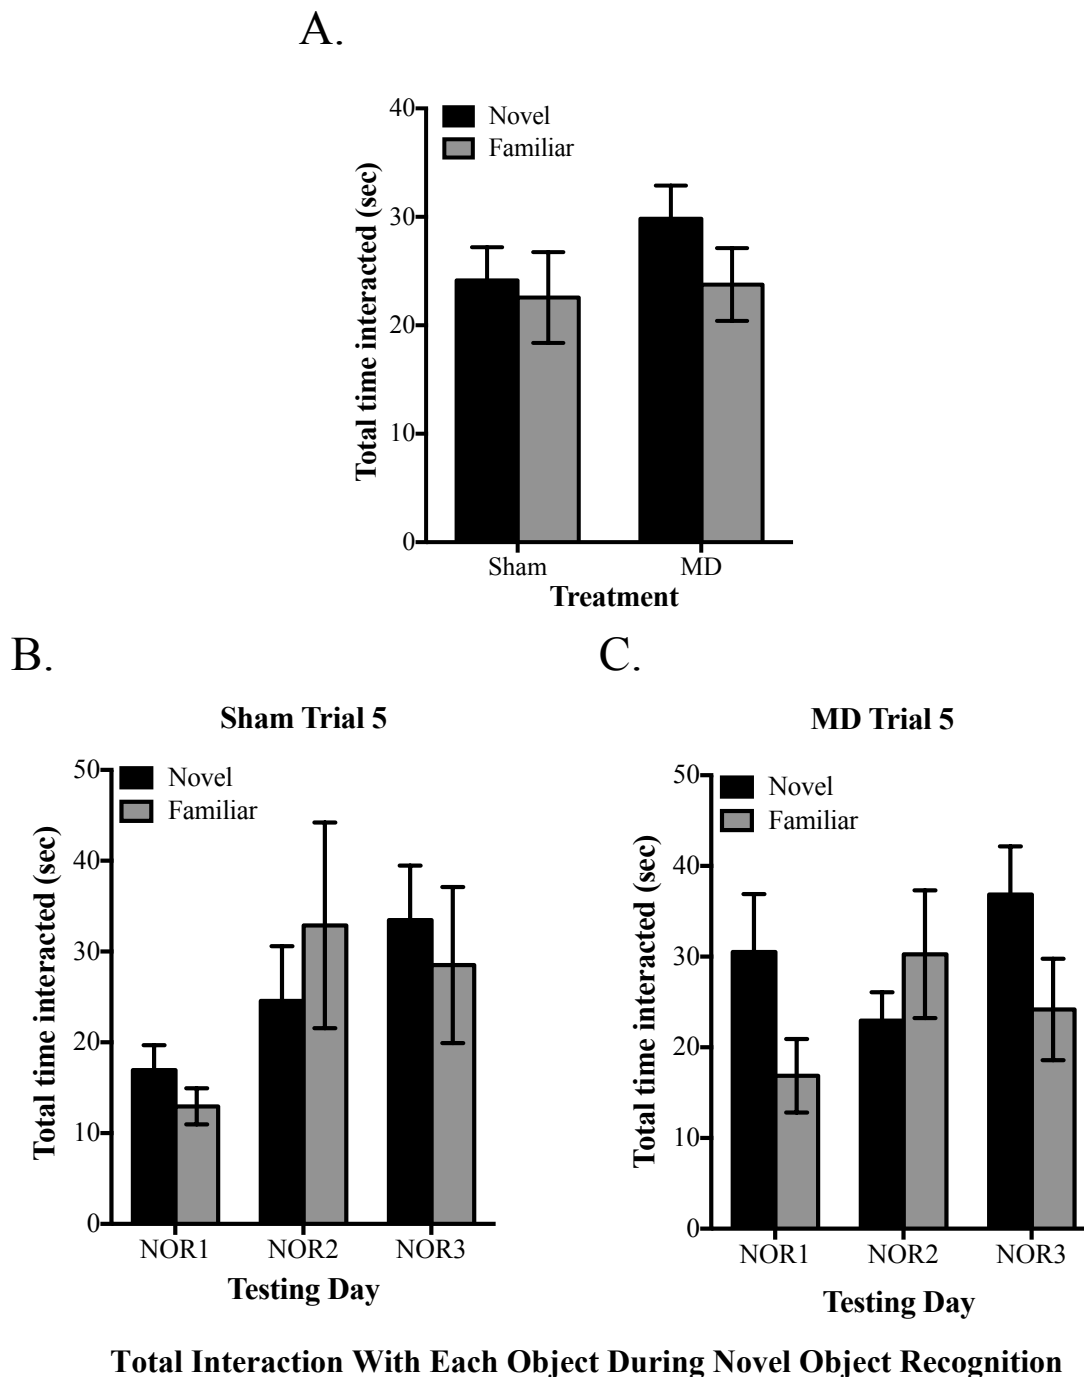 A.
40
Novel
Familiar
30
20
10
0
Total time interacted (sec)
Sham
MD
Treatment
B.
Sham Trial 5
50
Novel
Familiar
40
30
20
10
0
Total time interacted (sec)
NOR1
NOR2
NOR3
Testing Day
C.
MD Trial 5
50
Novel
Familiar
40
30
20
10
0
Total time interacted (sec)
NOR1
NOR2
NOR3
Testing Day
Total Interaction With Each Object During Novel Object Recognition